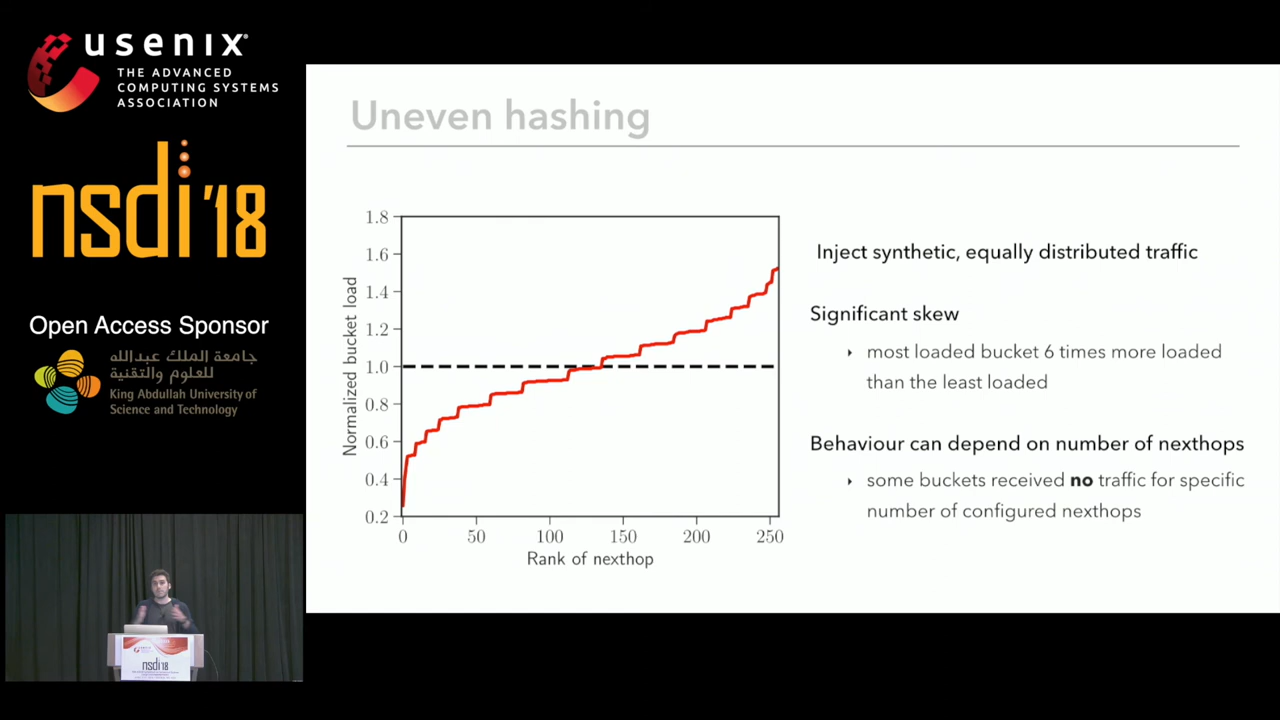 usenix
THE ADVANCED
COMPUTING SYSTEMS
ASSOCIATION
nsdi '18
Open Access Sponsor
جامعة الملك عبدالله
للعلوم والتقنية
King Abdullah University of
Science and Technology
Uneven hashing
1.8
1.6
1.4
1.2
1.0
0.8
0.6
0.4
0.2
Normalized bucket load
0 50 100 150 200 250
Rank of nexthop
Inject synthetic, equally distributed traffic
Significant skew
‣ most loaded bucket 6 times more loaded
than the least loaded
Behaviour can depend on number of nexthops
‣ some buckets received no traffic for specific
number of configured nexthops
usenix
nsdi'18